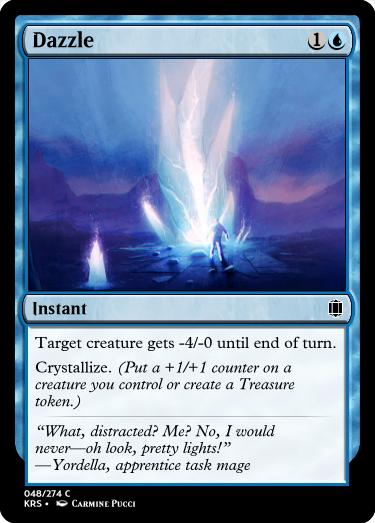 Dazzle 1
Instant
Target creature gets -4/-0 until end of turn.
Crystallize. (Put a +1/+1 counter on a
creature you control or create a Treasure
token.)
“What, distracted? Me? No, I would
never—oh look, pretty lights!”
—Yordella, apprentice task mage
048/274 C
KRS • Carmine Pucci